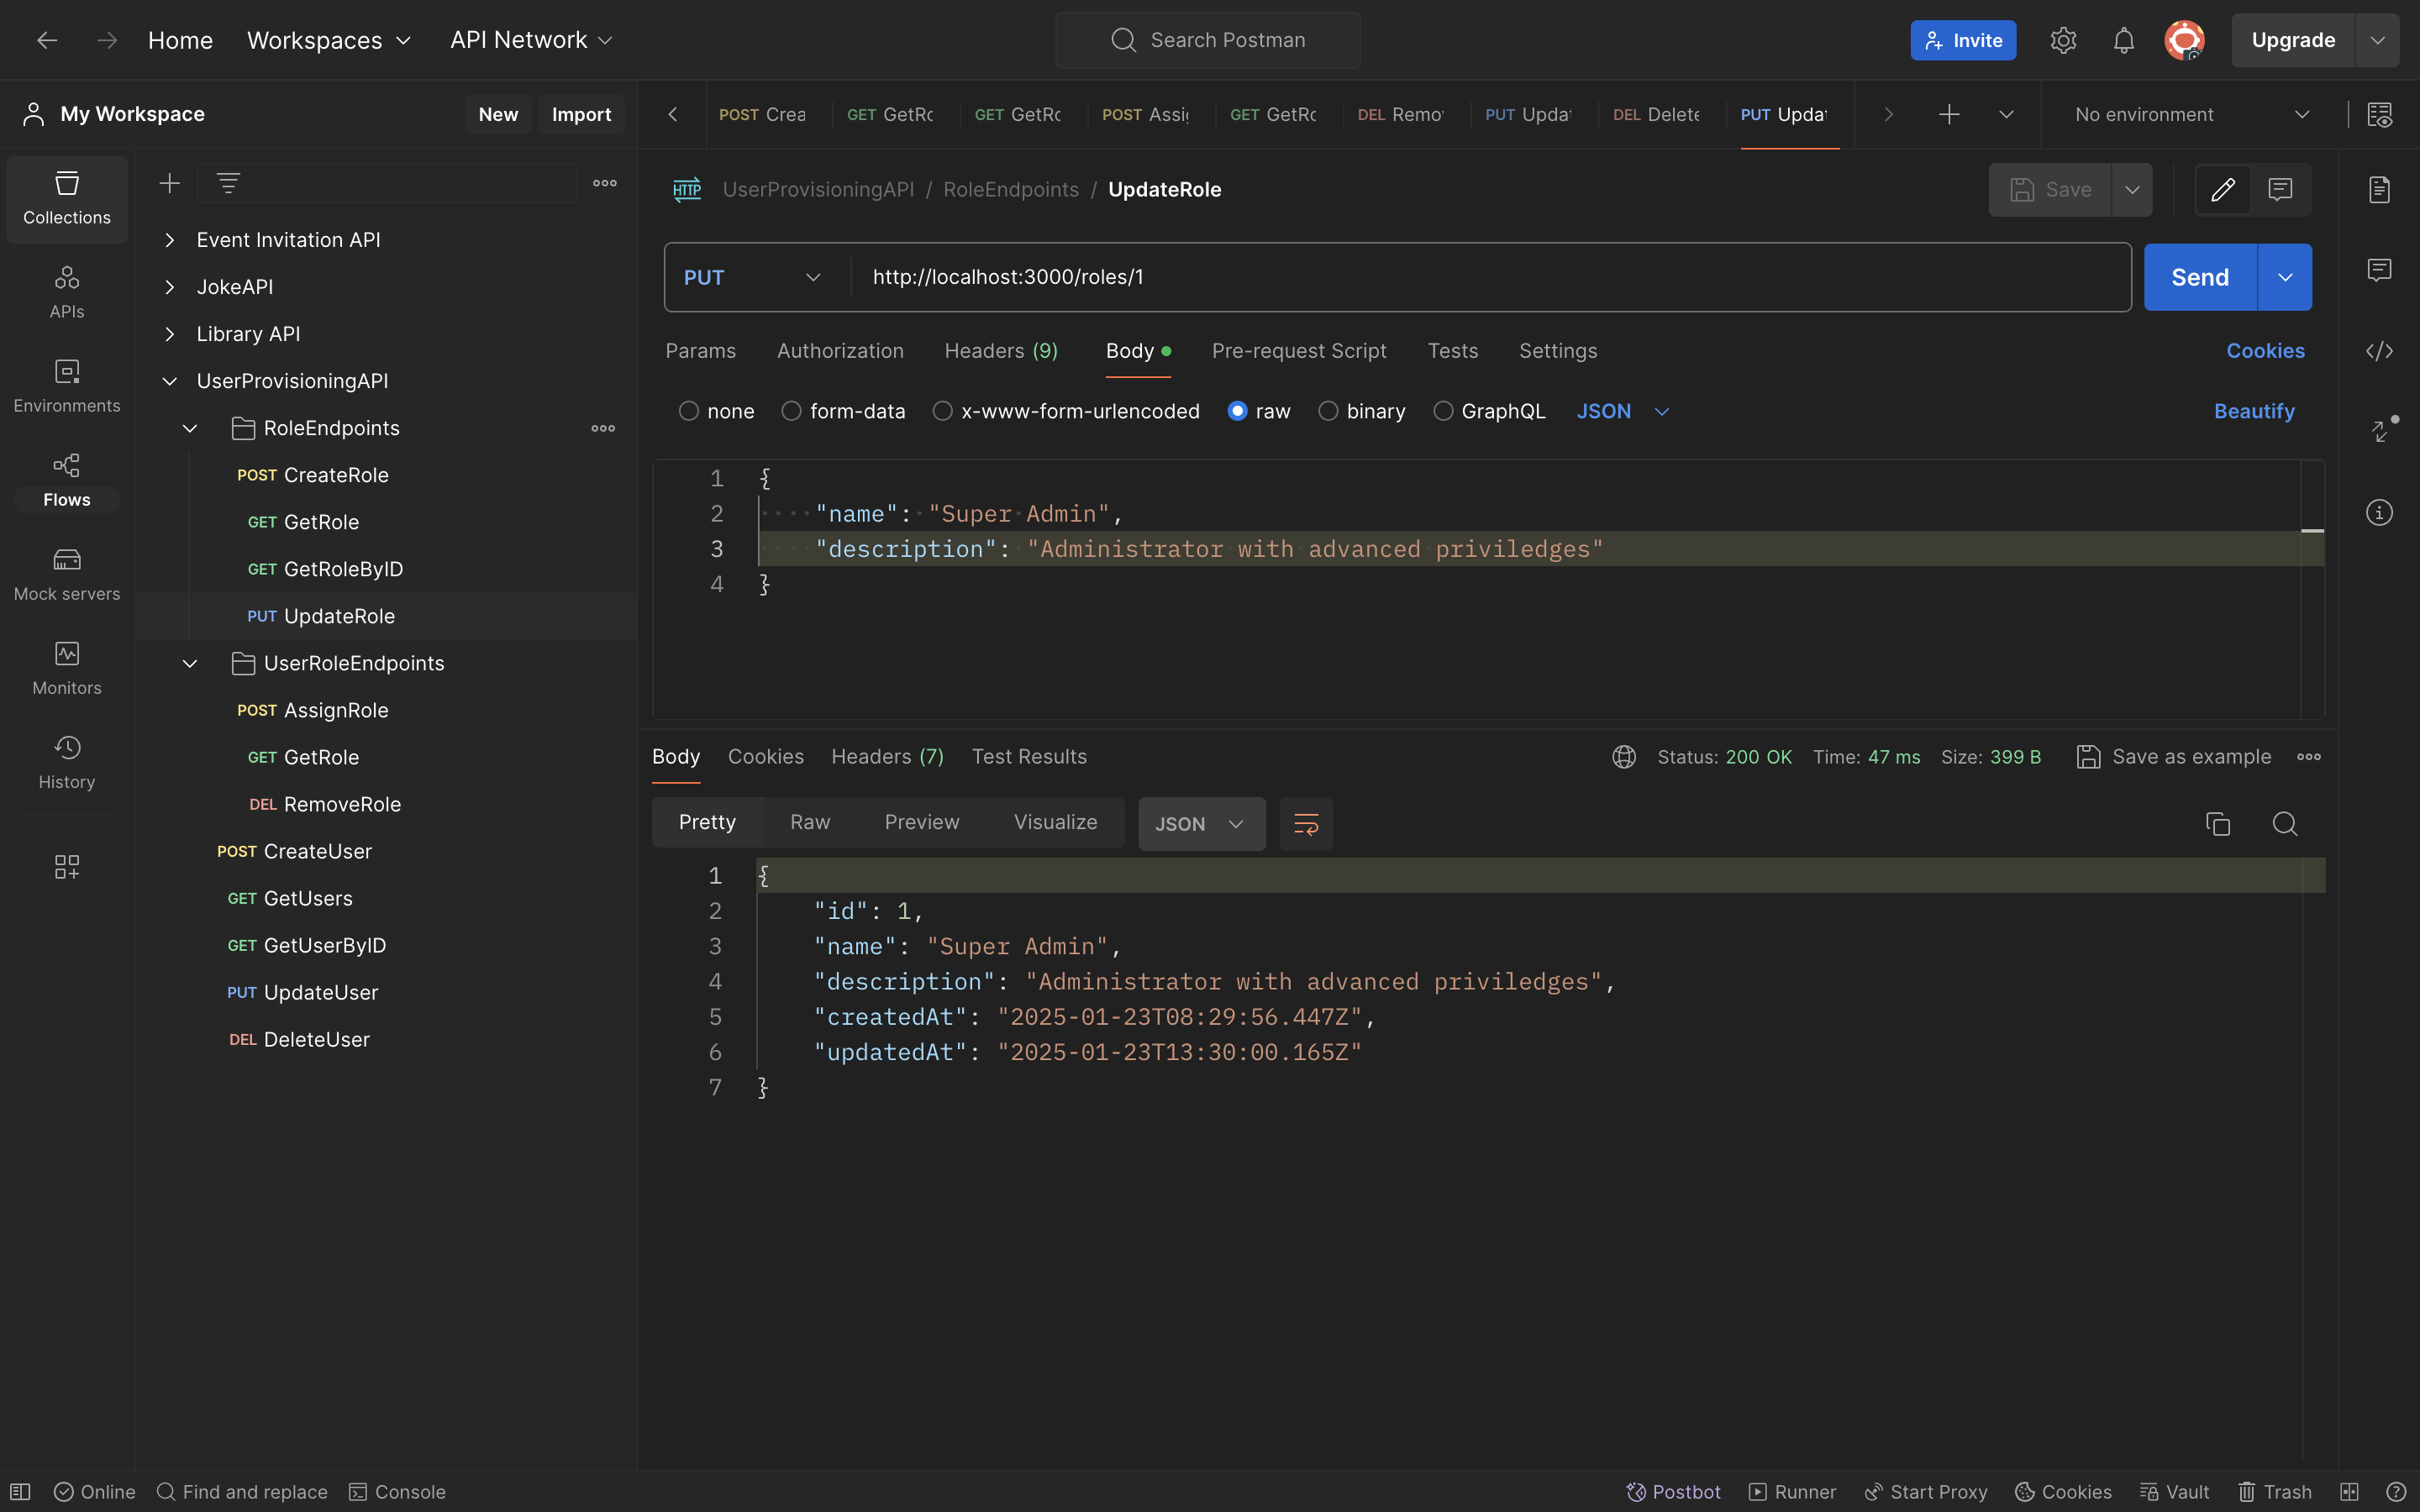 Home Workspaces API Network Search Postman Invite Upgrade
My Workspace New Import
POST Crea GET GetRo GET GetRo POST Assig GET GetRo DEL Remov PUT Updat DEL Delete PUT Updat No environment
Collections
APIs
Environments
Flows
Mock servers
Monitors
History
Event Invitation API
JokeAPI
Library API
UserProvisioningAPI
RoleEndpoints
POST CreateRole
GET GetRole
GET GetRoleByID
PUT UpdateRole
UserRoleEndpoints
POST AssignRole
GET GetRole
DEL RemoveRole
POST CreateUser
GET GetUsers
GET GetUserByID
PUT UpdateUser
DEL DeleteUser
HTTP UserProvisioningAPI / RoleEndpoints / UpdateRole Save
PUT http://localhost:3000/roles/1 Send
Params Authorization Headers (9) Body Pre-request Script Tests Settings Cookies
none form-data x-www-form-urlencoded raw binary GraphQL JSON Beautify
1 {
2 "name": "Super Admin",
3 "description": "Administrator with advanced priviledges"
4 }
Body Cookies Headers (7) Test Results Status: 200 OK Time: 47 ms Size: 399 B Save as example
Pretty Raw Preview Visualize JSON
1 {
2 "id": 1,
3 "name": "Super Admin",
4 "description": "Administrator with advanced priviledges",
5 "createdAt": "2025-01-23T08:29:56.447Z",
6 "updatedAt": "2025-01-23T13:30:00.165Z"
7 }
Online Find and replace Console Postbot Runner Start Proxy Cookies Vault Trash